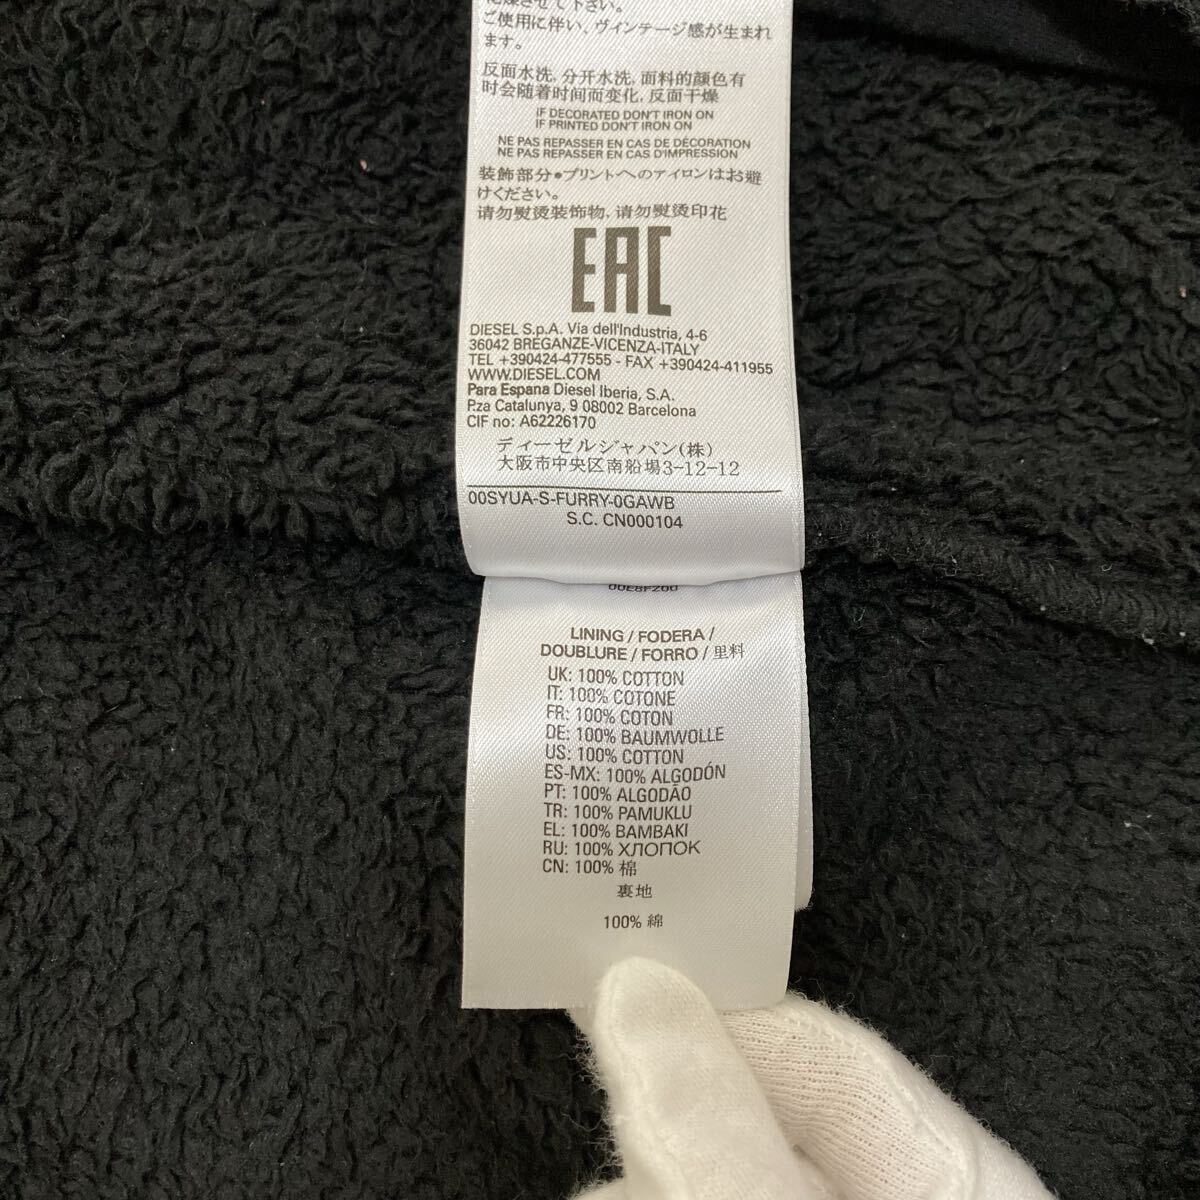 燥させて下さい。
ご使用に伴い、ヴィンテージ感が生まれ
ます。
反面水洗, 分开水洗, 面料的颜色有
时会随着时间而变化, 反面干燥
IF DECORATED DON'T IRON ON
IF PRINTED DON'T IRON ON
NE PAS REPASSER EN CAS DE DÉCORATION
NE PAS REPASSER EN CAS D'IMPRESSION
装飾部分●プリントへのアイロンはお避
けください。
请勿熨烫装饰物, 请勿熨烫印花
EAC
DIESEL S.p.A. Via dell'Industria, 4-6
36042 BREGANZE-VICENZA-ITALY
TEL +390424-477555 - FAX +390424-411955
WWW.DIESEL.COM
Para Espana Diesel Iberia, S.A.
P.za Catalunya, 9 08002 Barcelona
CIF no: A62226170
ディーゼルジャパン(株)
大阪市中央区南船場3-12-12
00SYUA-S-FURRY-0GAWB
S.C. CN000104
LINING / FODERA /
DOUBLURE / FORRO / 里料
UK: 100% COTTON
IT: 100% COTONE
FR: 100% COTON
DE: 100% BAUMWOLLE
US: 100% COTTON
ES-MX: 100% ALGODÓN
PT: 100% ALGODÃO
TR: 100% PAMUKLU
EL: 100% BAMBAKI
RU: 100% ХЛОПОК
CN: 100% 棉
裏地
100% 綿